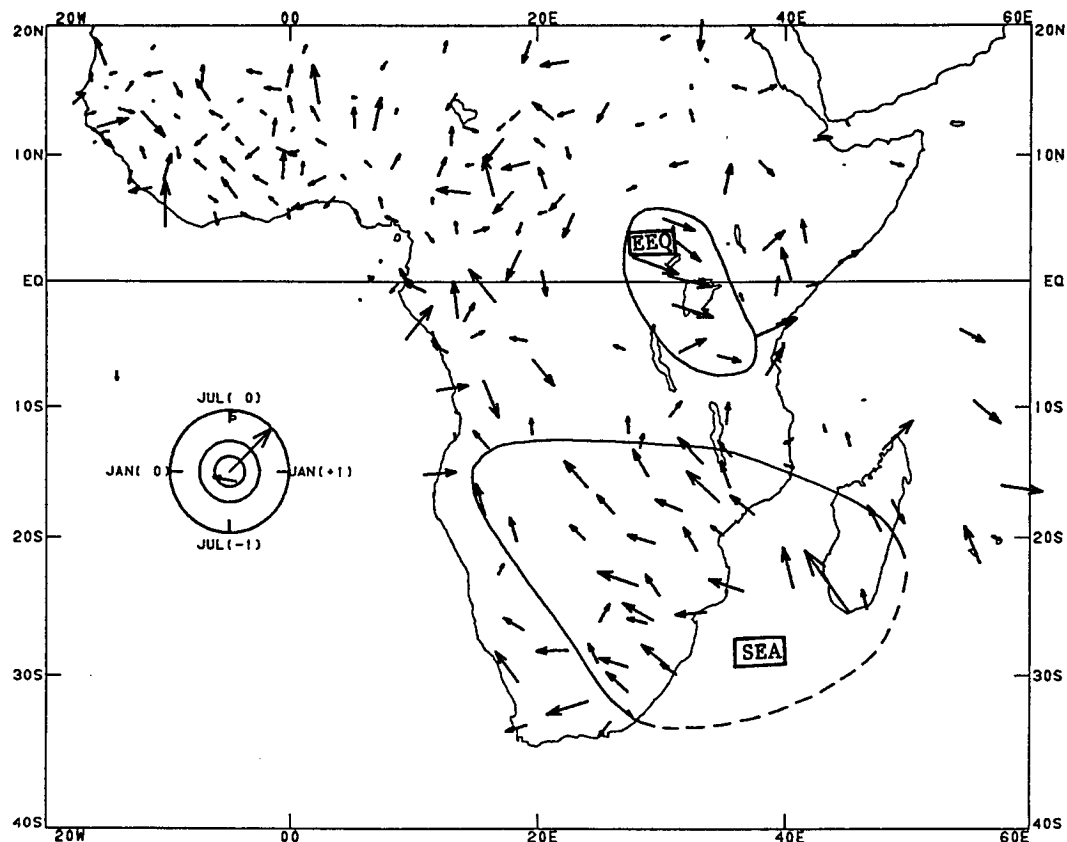 20W 00 20E 40E 60E
20N 20N
10N 10N
EEQ
EQ EQ
JUL( 0)
10S 10S
JAN( 0) JAN(+1)
JUL(-1)
20S 20S
SEA
30S 30S
40S 40S
20W 00 20E 40E 60E